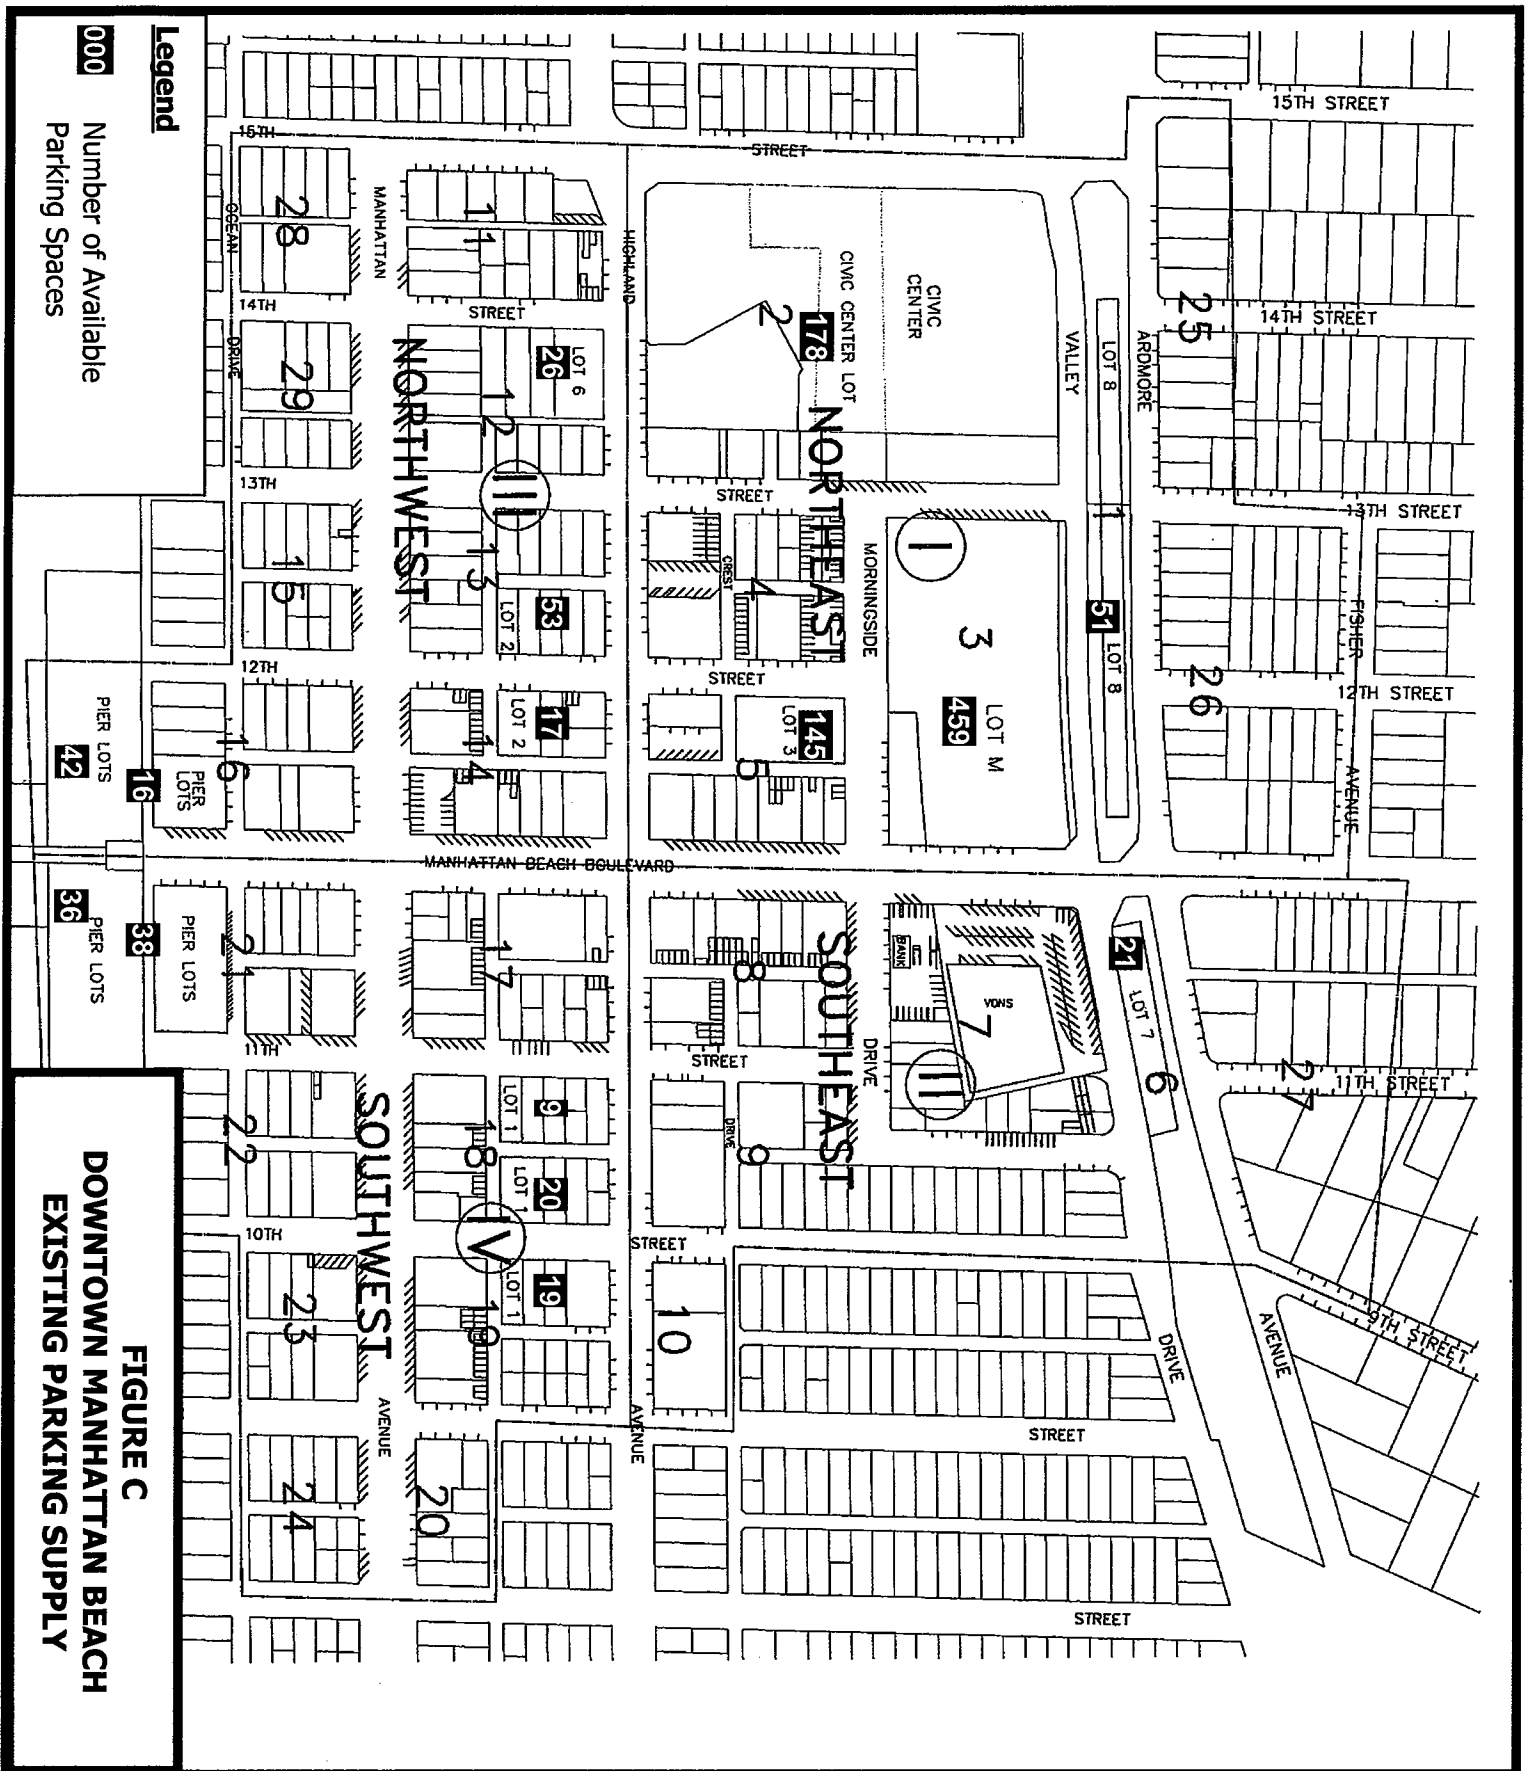 Legend
000
Number of Available
Parking Spaces
FIGURE C
DOWNTOWN MANHATTAN BEACH
EXISTING PARKING SUPPLY
15TH STREET
15TH
STREET
28
OCEAN
MANHATTAN
1
1
HIGHLAND
CIVIC
CENTER
CIVIC CENTER LOT
178
2
VALLEY
LOT 8
ARDMORE
25
14TH STREET
14TH
STREET
DRIVE
29
NORTHWEST
LOT 6
26
12
NORTHEAST
13TH
III
STREET
13TH STREET
1
I
15
13
53
LOT 2
CREST
4
MORNINGSIDE
3
51
LOT 8
FISHER
12TH
STREET
26
12TH STREET
PIER LOTS
42
16
PIER
LOTS
16
14
17
LOT 2
145
LOT 3
5
LOT M
459
AVENUE
MANHATTAN BEACH BOULEVARD
36
PIER LOTS
38
PIER LOTS
21
17
8
SOUTHEAST
BANK
VONS
7
21
LOT 7
6
11TH
STREET
DRIVE
II
27
11TH STREET
22
SOUTHWEST
18
9
LOT 1
20
LOT 1
DRIVE
9
10TH
IV
STREET
23
19
19
LOT 1
10
DRIVE
AVENUE
9TH STREET
AVENUE
AVENUE
STREET
24
20
STREET